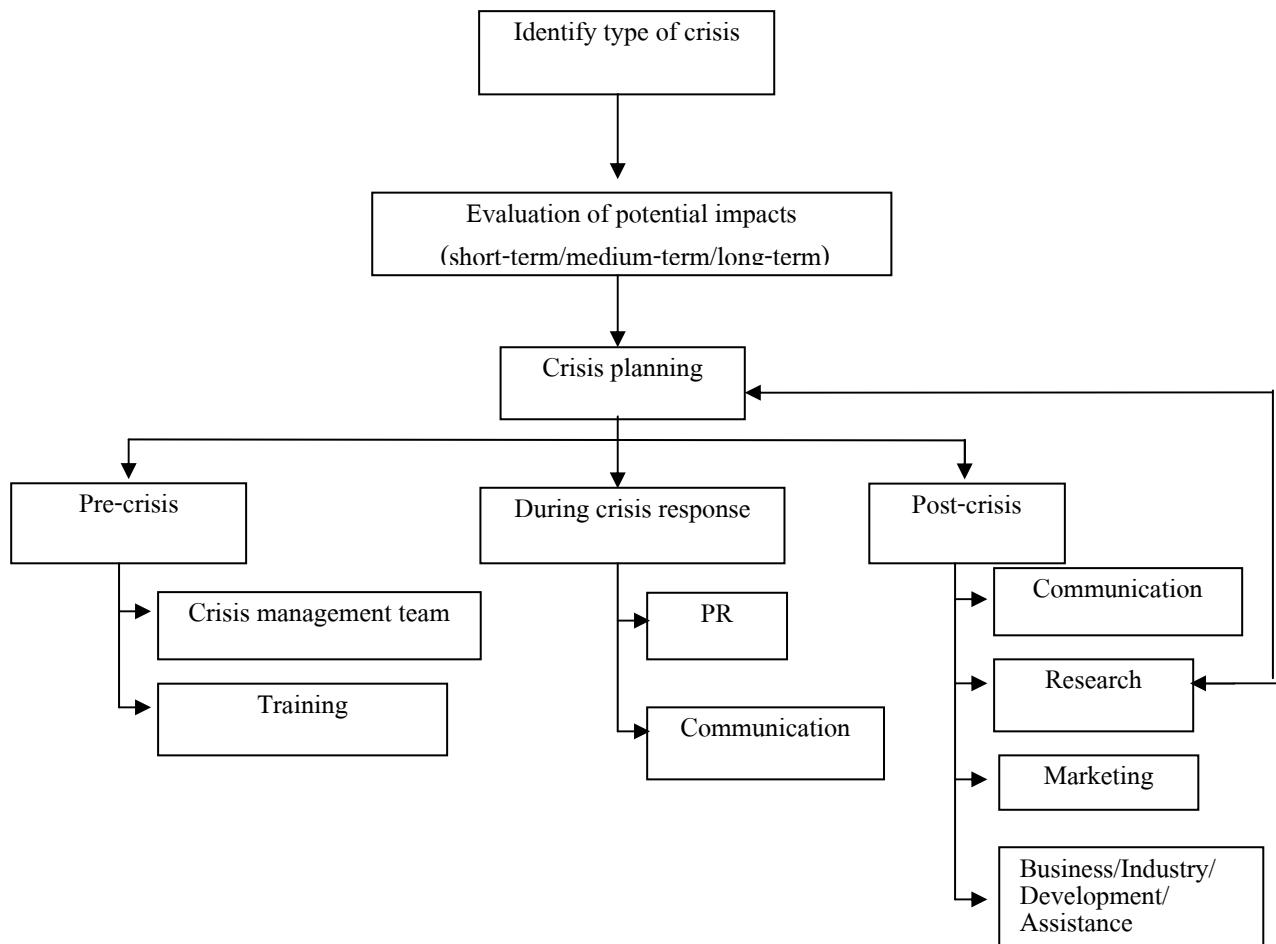 Identify type of crisis
Evaluation of potential impacts
(short-term/medium-term/long-term)
Crisis planning
Pre-crisis
During crisis response
Post-crisis
Crisis management team
Training
PR
Communication
Communication
Research
Marketing
Business/Industry/
Development/
Assistance